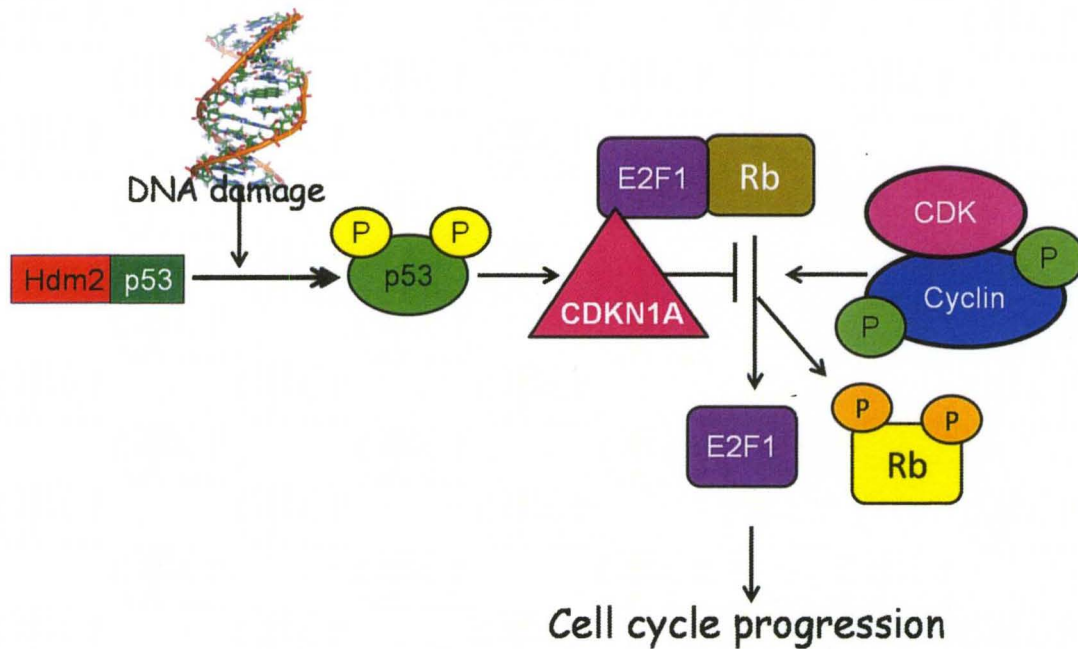 DNA damage
Hdm2 p53
P P
p53
E2F1 Rb
CDKN1A
CDK
P
Cyclin
P
E2F1
P P
Rb
Cell cycle progression